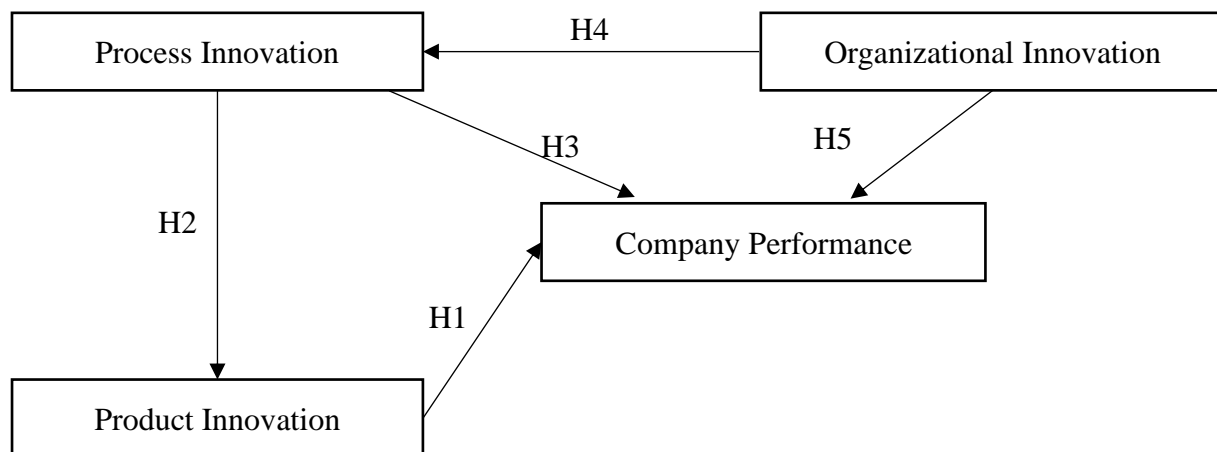 H4
Process Innovation
Organizational Innovation
H3
H5
H2
Company Performance
H1
Product Innovation